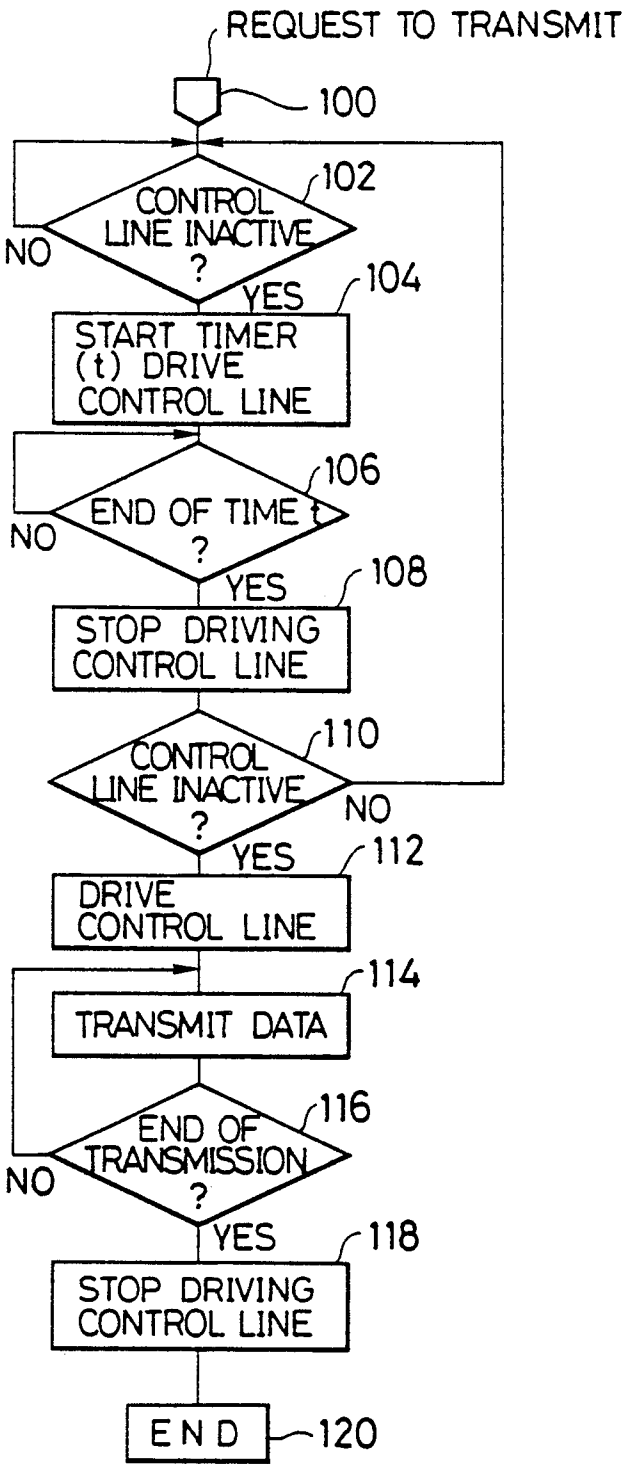 REQUEST TO TRANSMIT
100
102
CONTROL
LINE INACTIVE
?
NO
YES
104
START TIMER
(t) DRIVE
CONTROL LINE
106
END OF TIME t
?
NO
YES
108
STOP DRIVING
CONTROL LINE
110
CONTROL
LINE INACTIVE
?
NO
YES
112
DRIVE
CONTROL LINE
114
TRANSMIT DATA
116
END OF
TRANSMISSION
?
NO
YES
118
STOP DRIVING
CONTROL LINE
END
120